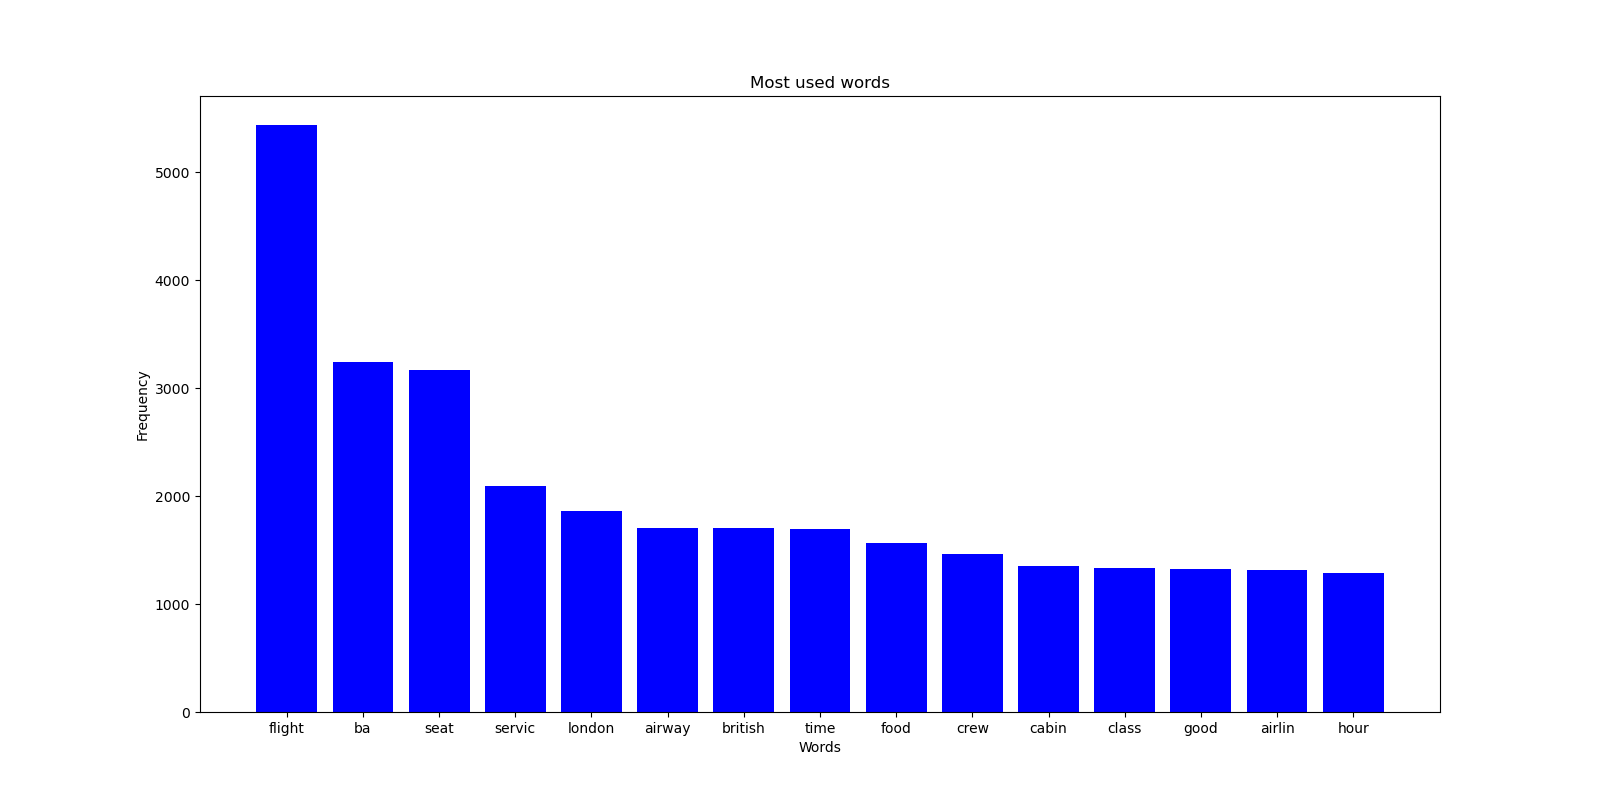 Most used words
5000
4000
3000
2000
1000
0
Frequency
flight ba seat servic london airway british time food crew cabin class good airlin hour
Words